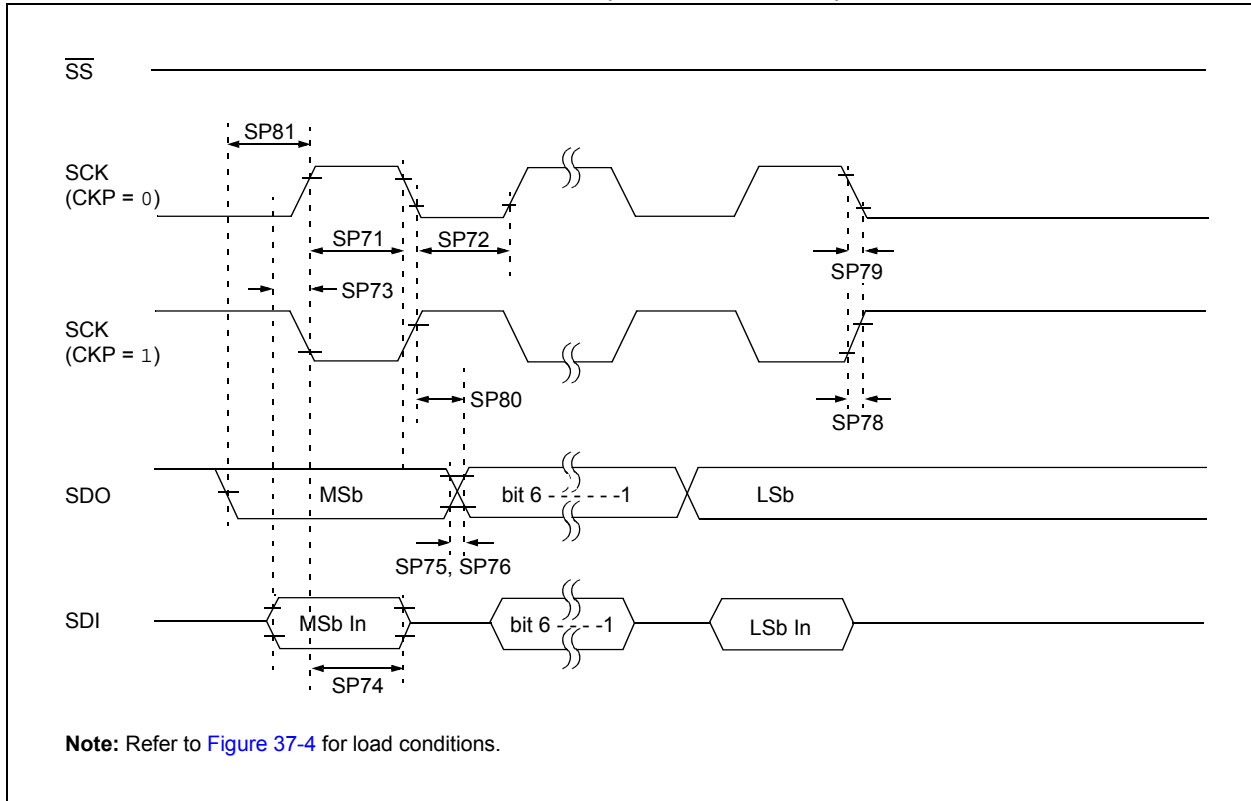 SS
SP81
SCK
(CKP = 0)
SP71
SP72
SP79
SP73
SCK
(CKP = 1)
SP80
SP78
SDO
MSb
bit 6 - - - - - -1
LSb
SP75, SP76
SDI
MSb In
bit 6 - - - -1
LSb In
SP74
Note: Refer to Figure 37-4 for load conditions.